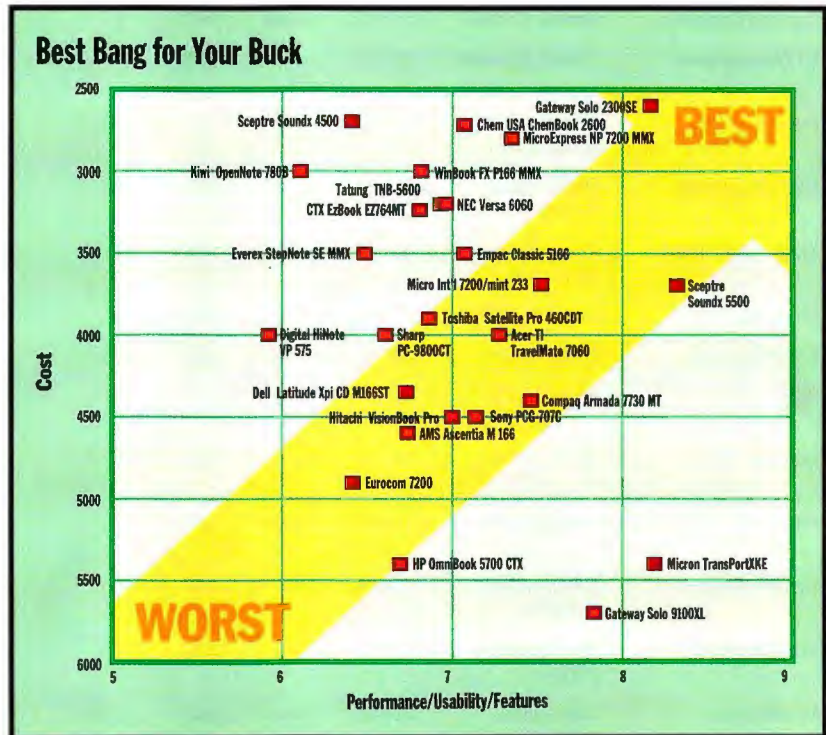 Best Bang for Your Buck
2500
Gateway Solo 2300SE
Sceptre Soundx 4500
Chem USA ChemBook 2600
BEST
MicroExpress NP 7200 MMX
3000
Kiwi OpenNote 780B
WinBook FX P166 MMX
Tatung TNB-5600
CTX EzBook EZ764MT
NEC Versa 6060
3500
Everex StepNote SE MMX
Empac Classic 5166
Micro Int'l 7200/mint 233
Sceptre
Soundx 5500
Toshiba Satellite Pro 460CDT
4000
Digital HiNote
VP 575
Sharp
PC-9800CT
Acer TI
TravelMate 7060
Cost
Dell Latitude Xpi CD M166ST
Compaq Armada 7730 MT
4500
Hitachi VisionBook Pro
Sony PCG-707C
AMS Ascentia M 166
Eurocom 7200
5000
HP OmniBook 5700 CTX
Micron TransPortXKE
5500
WORST
Gateway Solo 9100XL
6000
5 6 7 8 9
Performance/Usability/Features